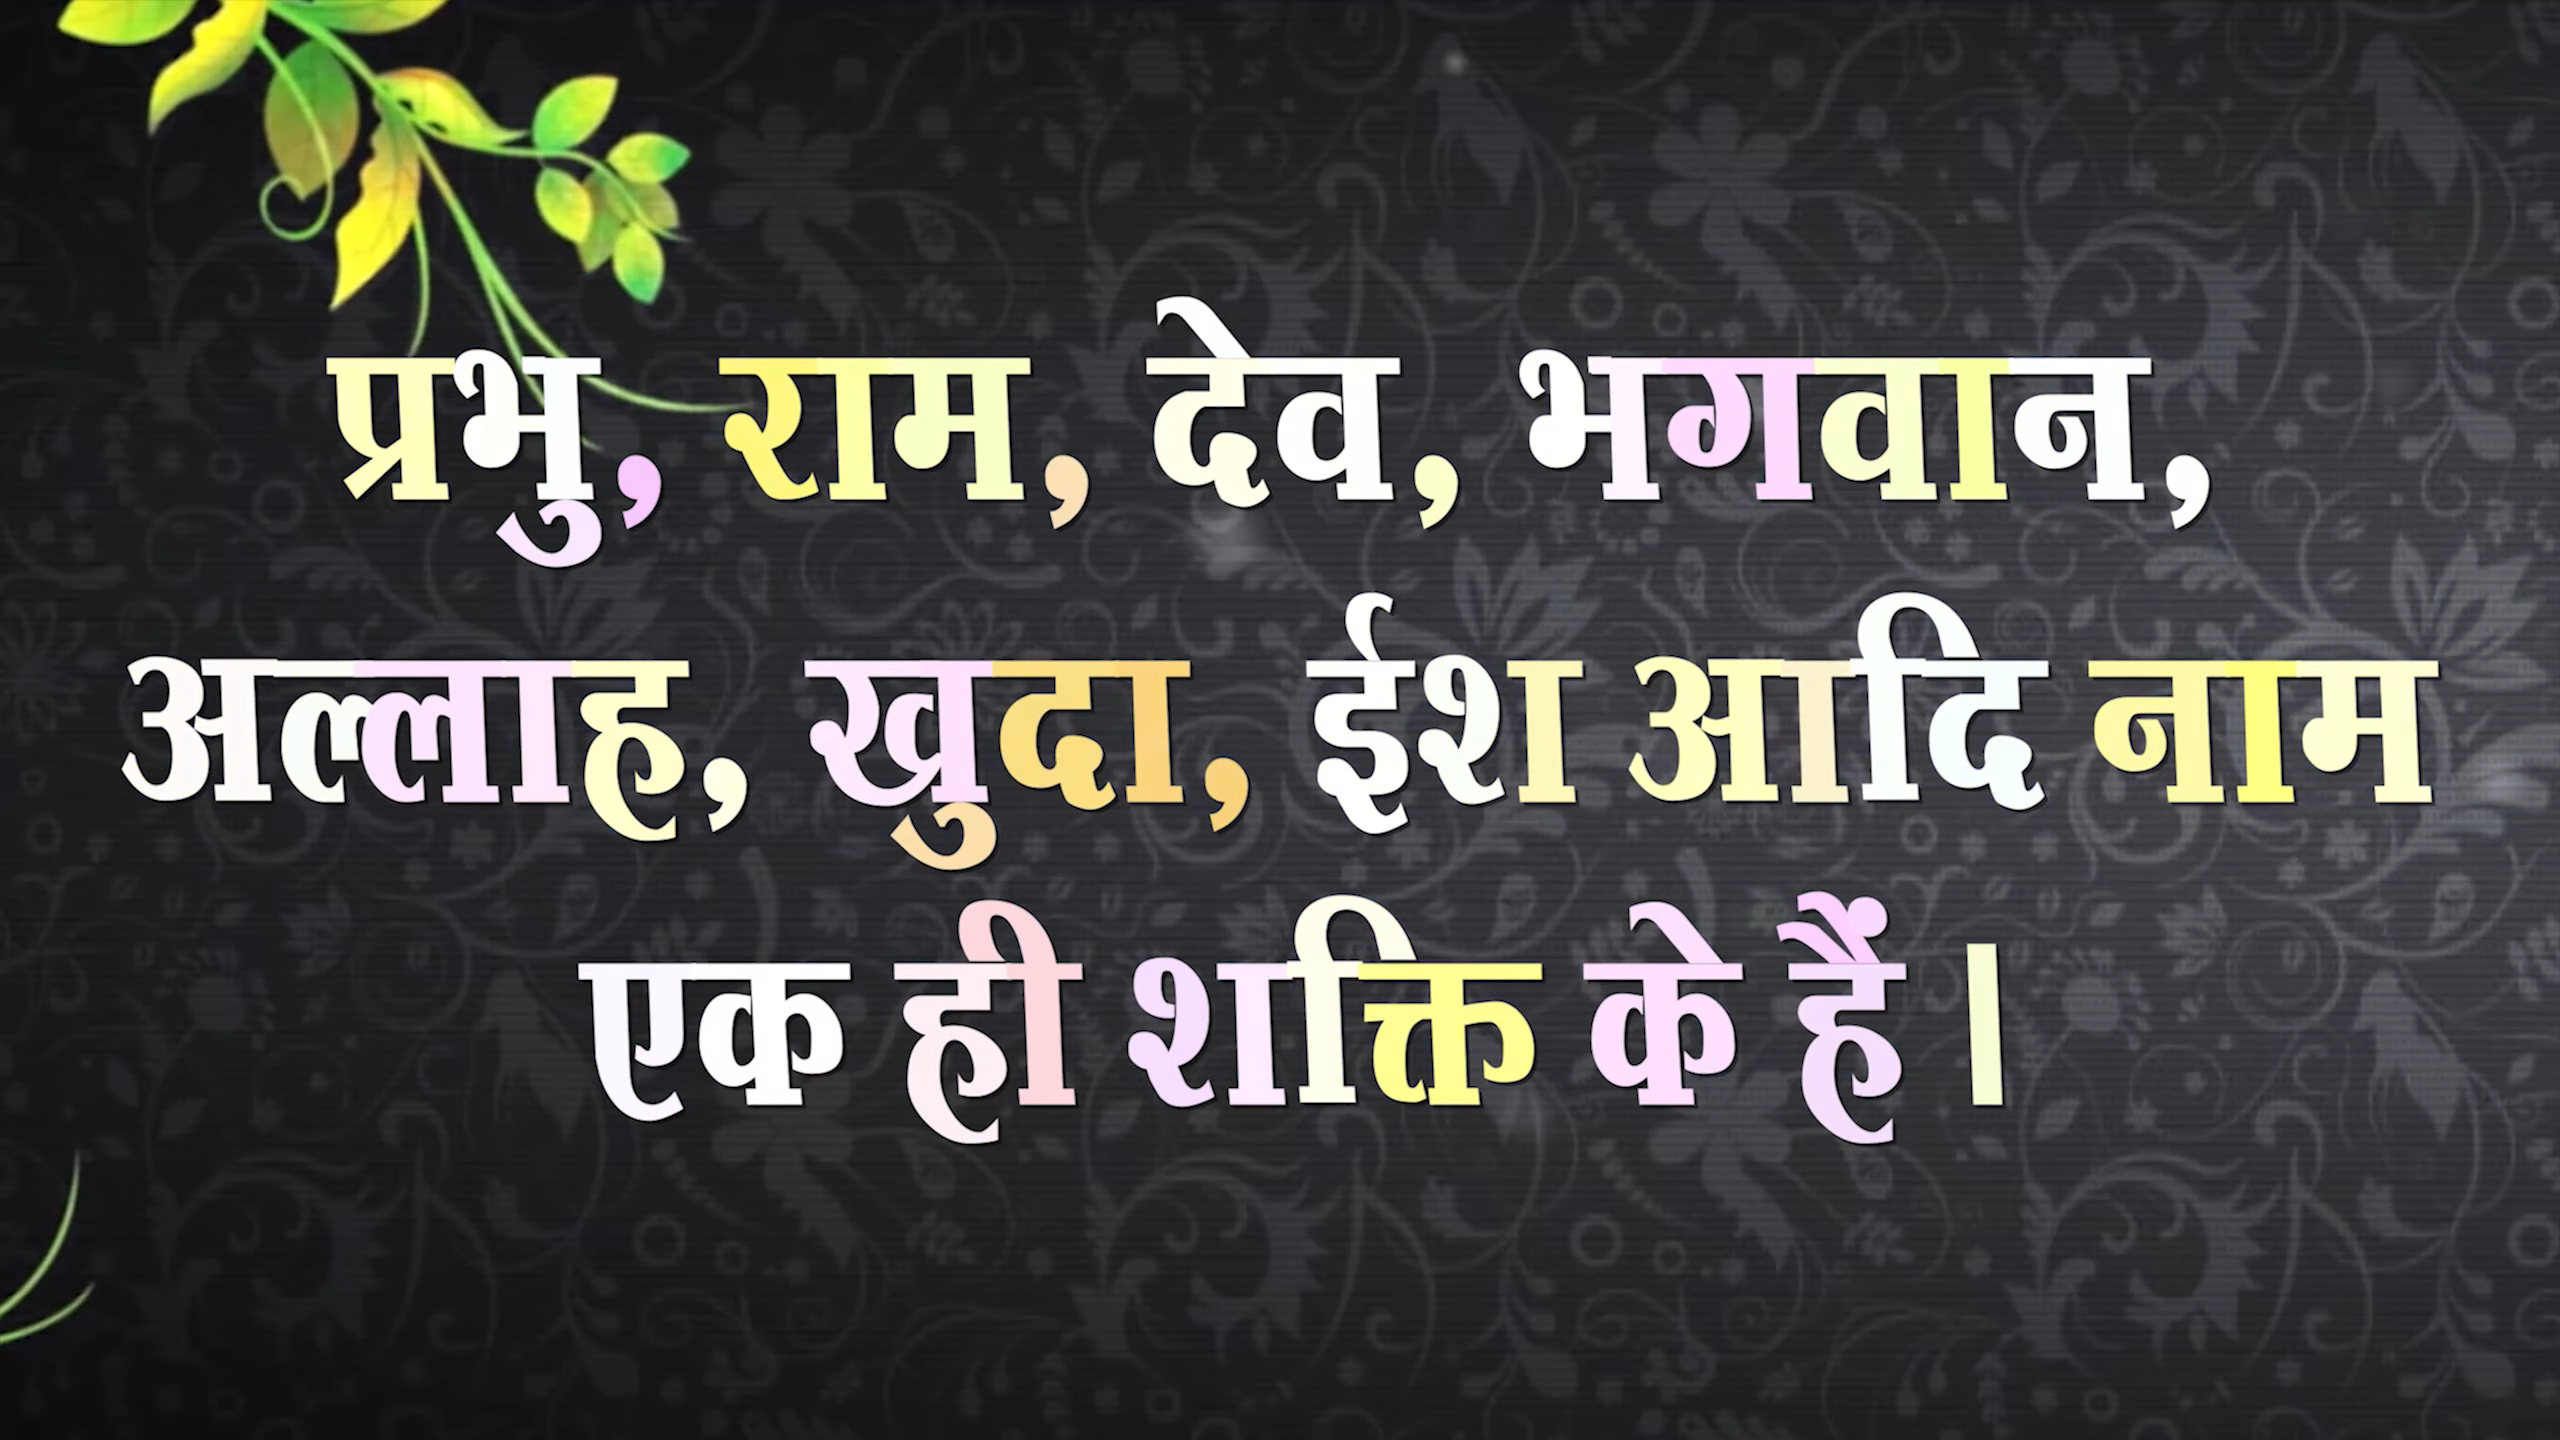 प्रभु, राम, देव, भगवान,
अल्लाह, खुदा, ईश आदि नाम
एक ही शक्ति के हैं ।